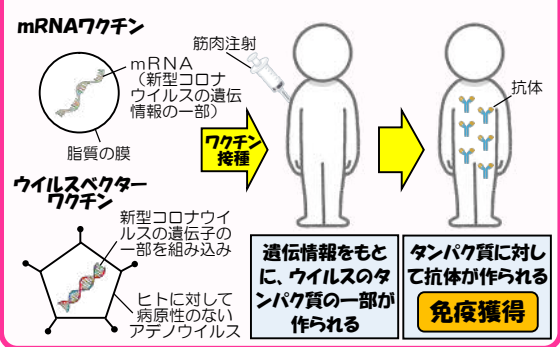 mRNAワクチン
mRNA
（新型コロナ
ウイルスの遺伝
情報の一部）
脂質の膜
ウイルスベクター
ワクチン
新型コロナウイ
ルスの遺伝子の
一部を組み込み
ヒトに対して
病原性のない
アデノウイルス
筋肉注射
ワクチン
接種
遺伝情報をもと
に、ウイルスのタ
ンパク質の一部が
作られる
抗体
タンパク質に対し
て抗体が作られる
免疫獲得